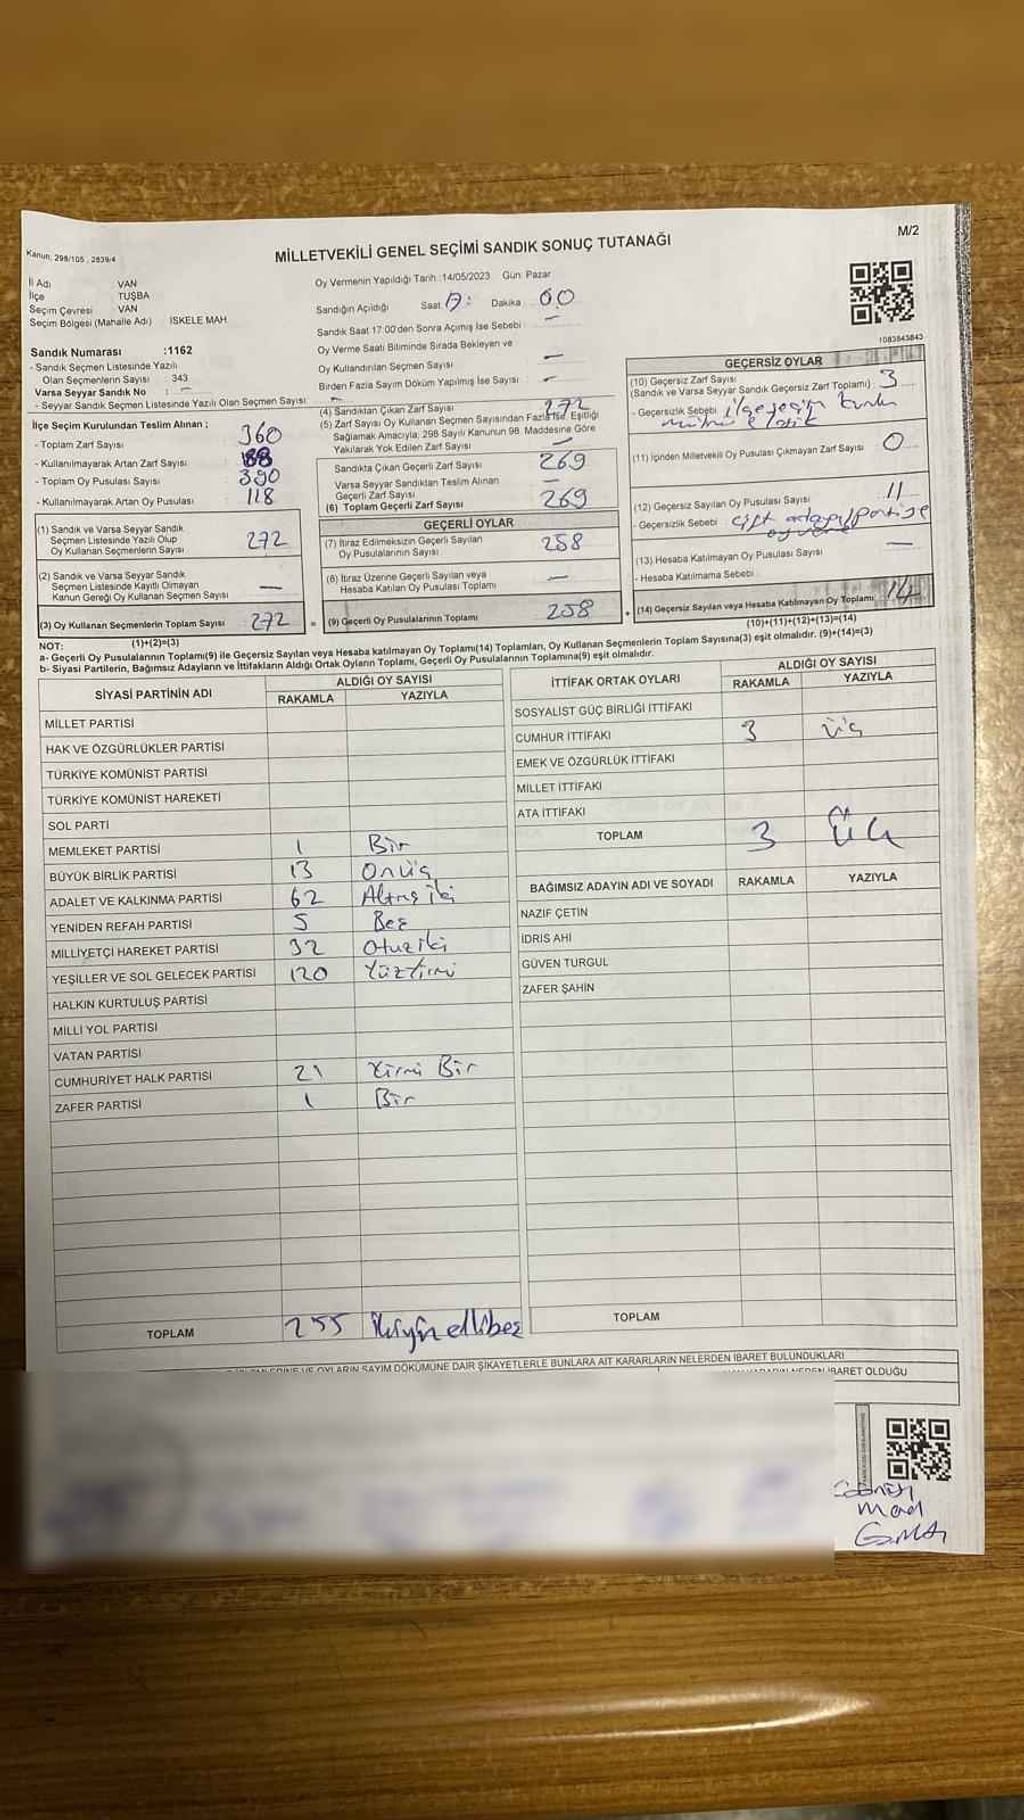 M/2
Kanun: 298/105 , 2839/4
MİLLETVEKİLİ GENEL SEÇİMİ SANDIK SONUÇ TUTANAĞI
İl Adı : VAN
İlçe : TUŞBA
Seçim Çevresi : VAN
Seçim Bölgesi (Mahalle Adı) : İSKELE MAH.
Sandık Numarası :1162
- Sandık Seçmen Listesinde Yazılı
Olan Seçmenlerin Sayısı : 343
Varsa Seyyar Sandık No : -
- Seyyar Sandık Seçmen Listesinde Yazılı Olan Seçmen Sayısı: -
İlçe Seçim Kurulundan Teslim Alınan ;
- Toplam Zarf Sayısı 360
- Kullanılmayarak Artan Zarf Sayısı 88
- Toplam Oy Pusulası Sayısı 390
- Kullanılmayarak Artan Oy Pusulası 118
(1) Sandık ve Varsa Seyyar Sandık
Seçmen Listesinde Yazılı Olup
Oy Kullanan Seçmenlerin Sayısı 272
(2) Sandık ve Varsa Seyyar Sandık
Seçmen Listesinde Kayıtlı Olmayan
Kanun Gereği Oy Kullanan Seçmen Sayısı —
(3) Oy Kullanan Seçmenlerin Toplam Sayısı 272
(1)+(2)=(3)
Oy Vermenin Yapıldığı Tarih :14/05/2023 Gün: Pazar
Sandığın Açıldığı Saat: 17: Dakika: 00
Sandık Saat 17:00'den Sonra Açımış İse Sebebi : —
Oy Verme Saati Bitiminde Sırada Bekleyen ve
Oy Kullandırılan Seçmen Sayısı : —
Birden Fazla Sayım Döküm Yapılmış İse Sayısı : -
(4) Sandıktan Çıkan Zarf Sayısı 272
(5) Zarf Sayısı Oy Kullanan Seçmen Sayısından Fazla İse, Eşitliği
Sağlamak Amacıyla, 298 Sayılı Kanunun 98. Maddesine Göre
Yakılarak Yok Edilen Zarf Sayısı —
Sandıkta Çıkan Geçerli Zarf Sayısı 269
Varsa Seyyar Sandıktan Teslim Alınan
Geçerli Zarf Sayısı —
(6) Toplam Geçerli Zarf Sayısı 269
GEÇERLİ OYLAR
(7) İtiraz Edilmeksizin Geçerli Sayılan
Oy Pusulalarının Sayısı 258
(8) İtiraz Üzerine Geçerli Sayılan veya
Hesaba Katılan Oy Pusulası Toplamı —
= (9) Geçerli Oy Pusulalarının Toplamı 258
1083843843
GEÇERSİZ OYLAR
(10) Geçersiz Zarf Sayısı
(Sandık ve Varsa Seyyar Sandık Geçersiz Zarf Toplamı) : 3
- Geçersizlik Sebebi ilçe seçim kurulu
mührü eksik
(11) İçinden Milletvekili Oy Pusulası Çıkmayan Zarf Sayısı 0
(12) Geçersiz Sayılan Oy Pusulası Sayısı 11
- Geçersizlik Sebebi çift adaya/partiye
(13) Hesaba Katılmayan Oy Pusulası Sayısı —
- Hesaba Katılmama Sebebi
+ (14) Geçersiz Sayılan veya Hesaba Katılmayan Oy Toplamı 14
(10)+(11)+(12)+(13)=(14)
NOT:
a- Geçerli Oy Pusulalarının Toplamı(9) ile Geçersiz Sayılan veya Hesaba katılmayan Oy Toplamı(14) Toplamları, Oy Kullanan Seçmenlerin Toplam Sayısına(3) eşit olmalıdır. (9)+(14)=(3)
b- Siyasi Partilerin, Bağımsız Adayların ve İttifakların Aldığı Ortak Oyların Toplamı, Geçerli Oy Pusulalarının Toplamına(9) eşit olmalıdır.
SİYASİ PARTİNİN ADI ALDIĞI OY SAYISI
RAKAMLA YAZIYLA
MİLLET PARTİSİ
HAK VE ÖZGÜRLÜKLER PARTİSİ
TÜRKİYE KOMÜNİST PARTİSİ
TÜRKİYE KOMÜNİST HAREKETİ
SOL PARTİ
MEMLEKET PARTİSİ 1 Bir
BÜYÜK BİRLİK PARTİSİ 13 Onüç
ADALET VE KALKINMA PARTİSİ 62 Altmış iki
YENİDEN REFAH PARTİSİ 5 Beş
MİLLİYETÇİ HAREKET PARTİSİ 32 Otuziki
YEŞİLLER VE SOL GELECEK PARTİSİ 120 Yüzyirmi
HALKIN KURTULUŞ PARTİSİ
MİLLİ YOL PARTİSİ
VATAN PARTİSİ
CUMHURİYET HALK PARTİSİ 21 Yirmi Bir
ZAFER PARTİSİ 1 Bir
TOPLAM 255 ikiyüzellibeş
İTTİFAK ORTAK OYLARI ALDIĞI OY SAYISI
RAKAMLA YAZIYLA
SOSYALİST GÜÇ BİRLİĞİ İTTİFAKI
CUMHUR İTTİFAKI 3 üç
EMEK VE ÖZGÜRLÜK İTTİFAKI
MİLLET İTTİFAKI
ATA İTTİFAKI
TOPLAM 3 Üç
BAĞIMSIZ ADAYIN ADI VE SOYADI RAKAMLA YAZIYLA
NAZİF ÇETİN
İDRİS AHİ
GÜVEN TURGUL
ZAFER ŞAHİN
TOPLAM
OYLARIN SAYIM DÖKÜMÜNE DAİR ŞİKAYETLERLE BUNLARA AİT KARARLARIN NELERDEN İBARET BULUNDUKLARI
NEDEN İBARET OLDUĞU